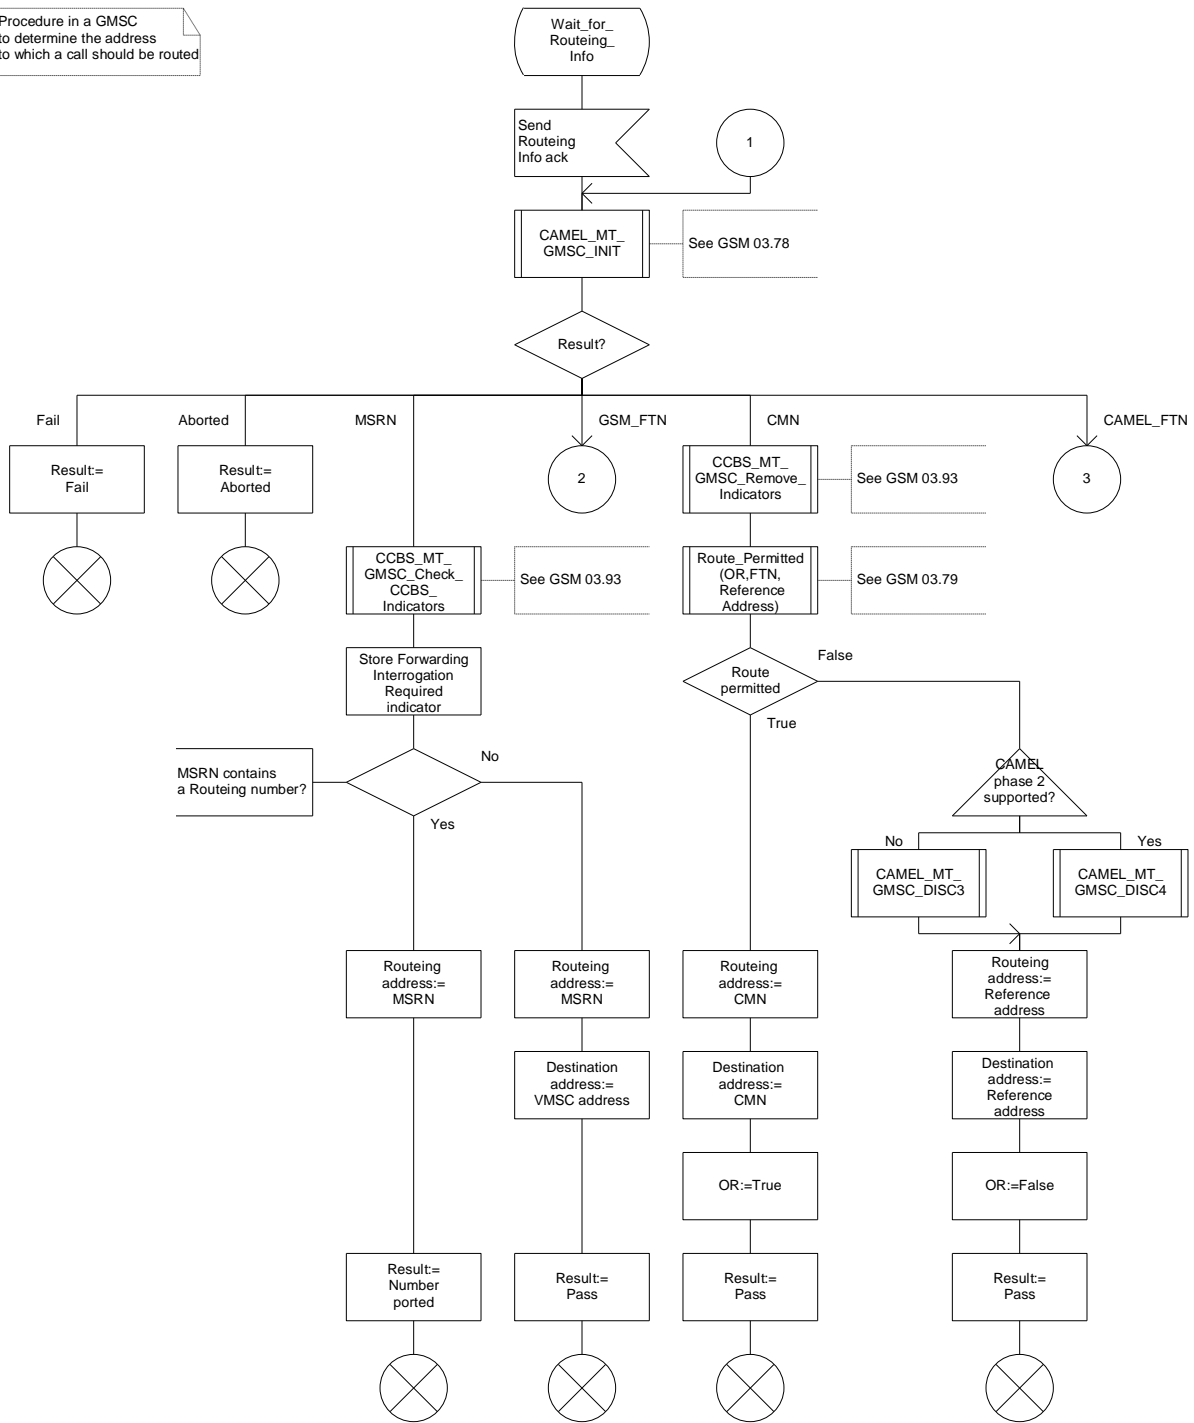 Procedure in a GMSC
to determine the address
to which a call should be routed
Wait_for_
Routeing_
Info
Send
Routeing
Info ack
1
CAMEL_MT_
GMSC_INIT
See GSM 03.78
Result?
Fail
Aborted
MSRN
GSM_FTN
CMN
CAMEL_FTN
Result:=
Fail
Result:=
Aborted
2
CCBS_MT_
GMSC_Remove_
Indicators
See GSM 03.93
3
CCBS_MT_
GMSC_Check_
CCBS_
Indicators
See GSM 03.93
Route_Permitted
(OR,FTN,
Reference
Address)
See GSM 03.79
Store Forwarding
Interrogation
Required
indicator
Route
permitted
False
True
MSRN contains
a Routeing number?
No
Yes
CAMEL
phase 2
supported?
No
Yes
CAMEL_MT_
GMSC_DISC3
CAMEL_MT_
GMSC_DISC4
Routeing
address:=
MSRN
Routeing
address:=
MSRN
Routeing
address:=
CMN
Routeing
address:=
Reference
address
Destination
address:=
VMSC address
Destination
address:=
CMN
Destination
address:=
Reference
address
OR:=True
OR:=False
Result:=
Number
ported
Result:=
Pass
Result:=
Pass
Result:=
Pass